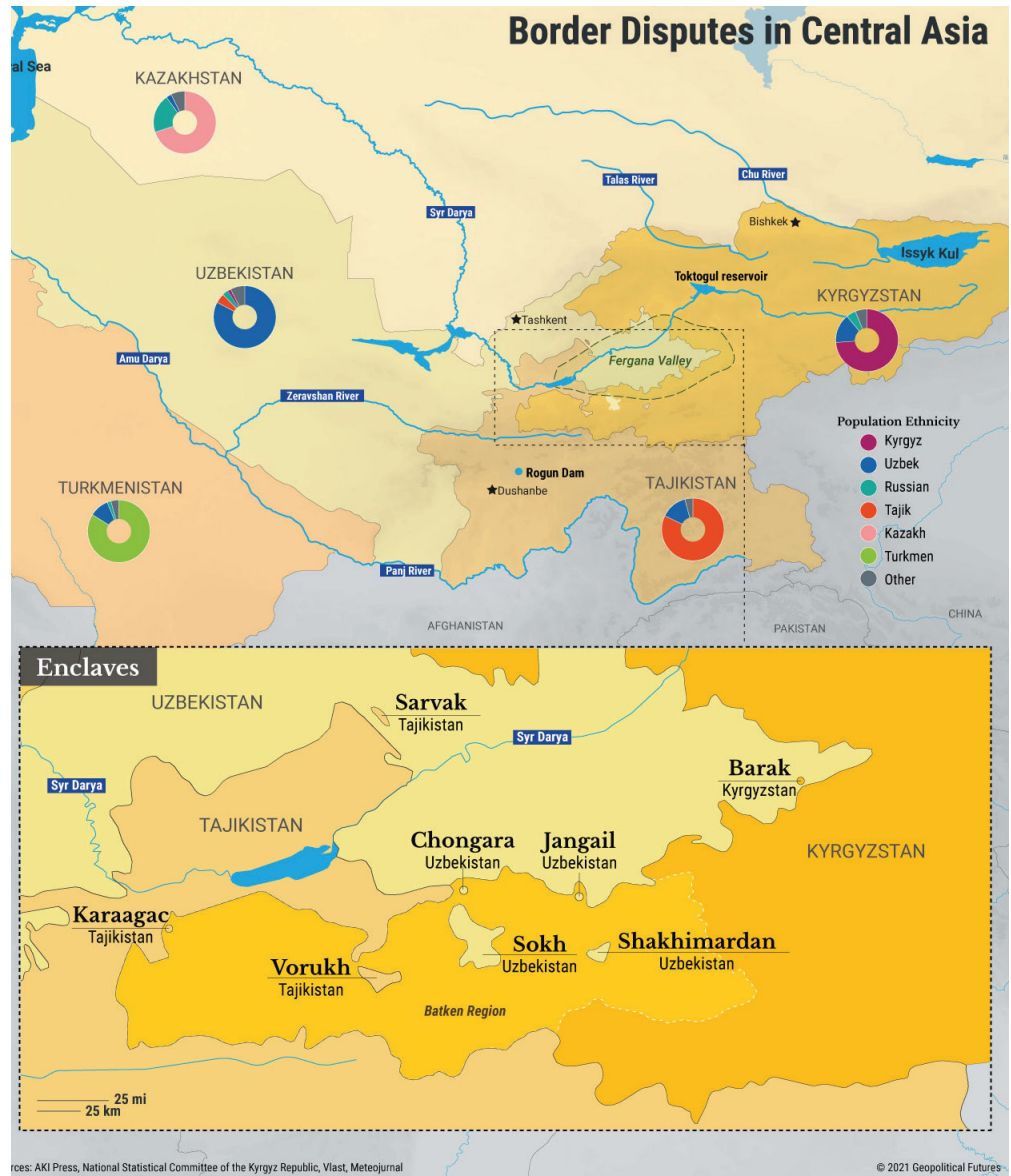 Border Disputes in Central Asia
ral Sea
KAZAKHSTAN
Talas River
Chu River
Syr Darya
Bishkek
Issyk Kul
UZBEKISTAN
Toktogul reservoir
KYRGYZSTAN
Tashkent
Amu Darya
Fergana Valley
Zeravshan River
Population Ethnicity
Kyrgyz
Uzbek
Russian
Tajik
Kazakh
Turkmen
Other
Rogun Dam
TURKMENISTAN
Dushanbe
TAJIKISTAN
Panj River
AFGHANISTAN
PAKISTAN
CHINA
Enclaves
UZBEKISTAN
Sarvak
Tajikistan
Syr Darya
Syr Darya
Barak
Kyrgyzstan
TAJIKISTAN
Chongara
Uzbekistan
Jangail
Uzbekistan
KYRGYZSTAN
Karaagac
Tajikistan
Vorukh
Tajikistan
Sokh
Uzbekistan
Shakhimardan
Uzbekistan
Batken Region
25 mi
25 km
rces: AKI Press, National Statistical Committee of the Kyrgyz Republic, Vlast, Meteojurnal
© 2021 Geopolitical Futures